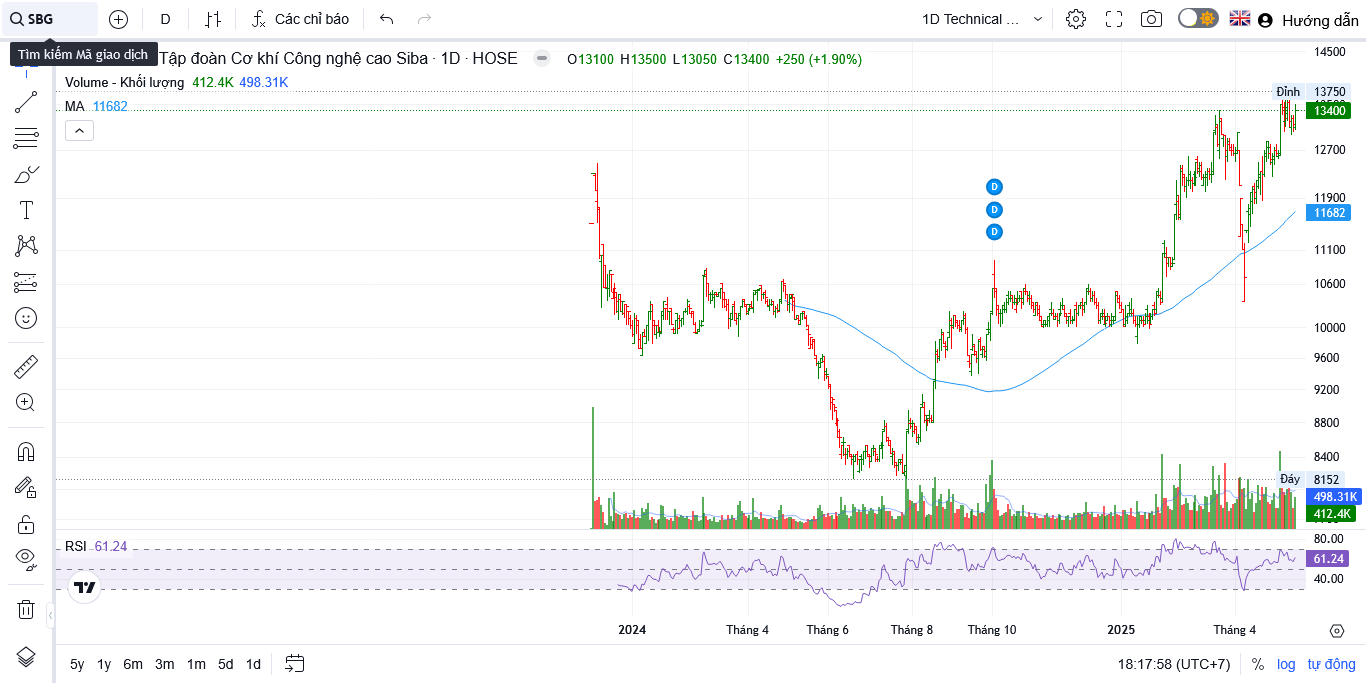 SBG
D
Các chỉ báo
1D Technical ...
Hướng dẫn
Tìm kiếm Mã giao dịch
Tập đoàn Cơ khí Công nghệ cao Siba · 1D · HOSE
O13100 H13500 L13050 C13400 +250 (+1.90%)
Volume - Khối lượng 412.4K 498.31K
MA 11682
14500
Đỉnh 13750
13400
12700
11900
11682
11100
10600
10000
9600
9200
8800
8400
Đáy 8152
498.31K
412.4K
D
D
D
RSI 61.24
80.00
61.24
40.00
2024 Tháng 4 Tháng 6 Tháng 8 Tháng 10 2025 Tháng 4
5y 1y 6m 3m 1m 5d 1d
18:17:58 (UTC+7) % log tự động